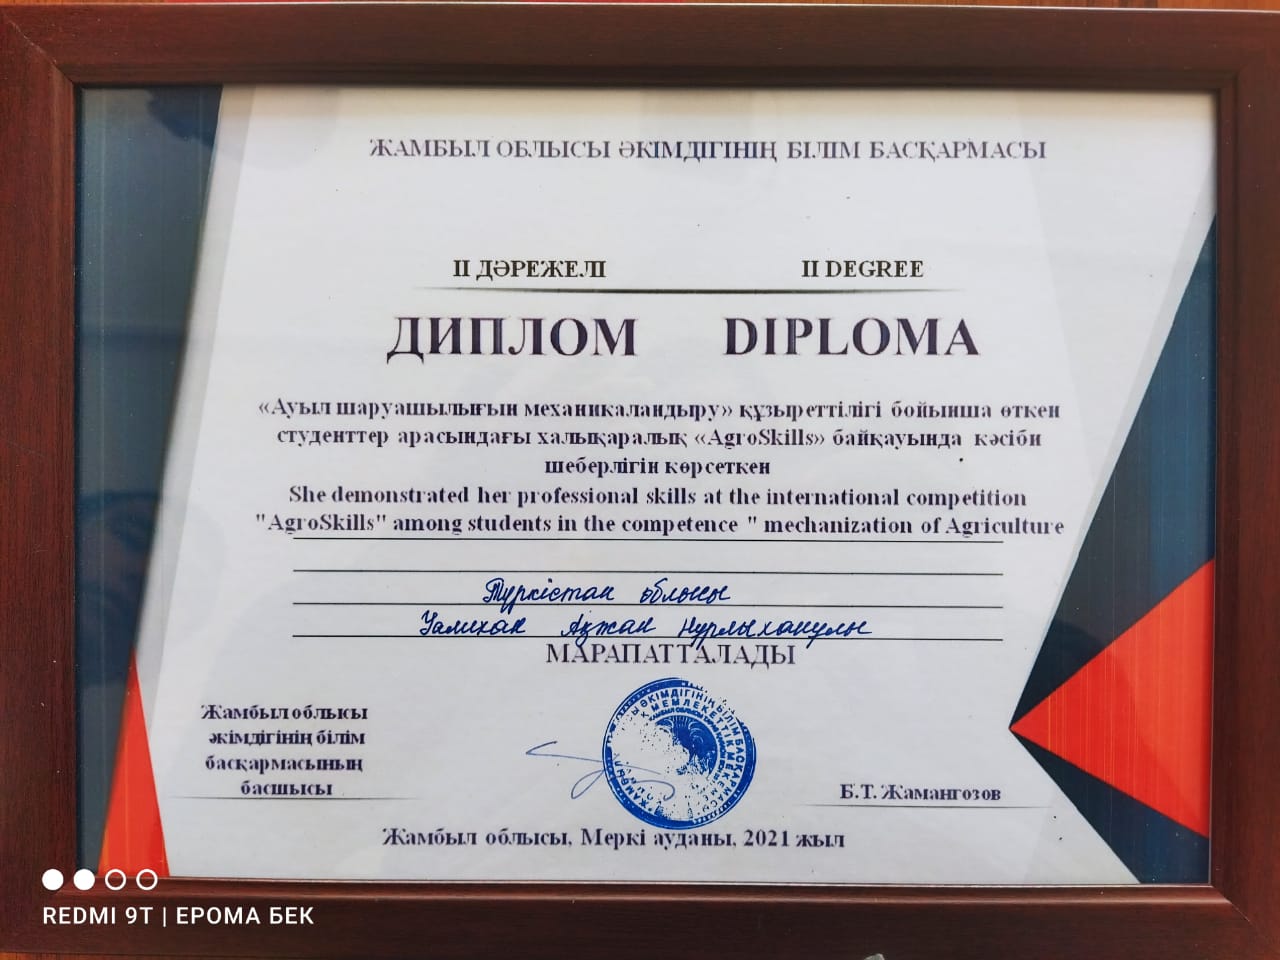 ЖАМБЫЛ ОБЛЫСЫ ӘКІМДІГІНІҢ БІЛІМ БАСҚАРМАСЫ
II ДӘРЕЖЕЛІ II DEGREE
ДИПЛОМ DIPLOMA
«Ауыл шаруашылығын механикаландыру» құзыреттілігі бойынша өткен
студенттер арасындағы халықаралық «AgroSkills» байқауында кәсіби
шеберлігін көрсеткен
She demonstrated her professional skills at the international competition
"AgroSkills" among students in the competence " mechanization of Agriculture
Түркістан облысы
Уалихан Ақжан Нұрлыханұлы
МАРАПАТТАЛАДЫ
Жамбыл облысы
әкімдігінің білім
басқармасының
басшысы
Б.Т. Жамангозов
Жамбыл облысы, Меркі ауданы, 2021 жыл
REDMI 9T | ЕРОМА БЕК